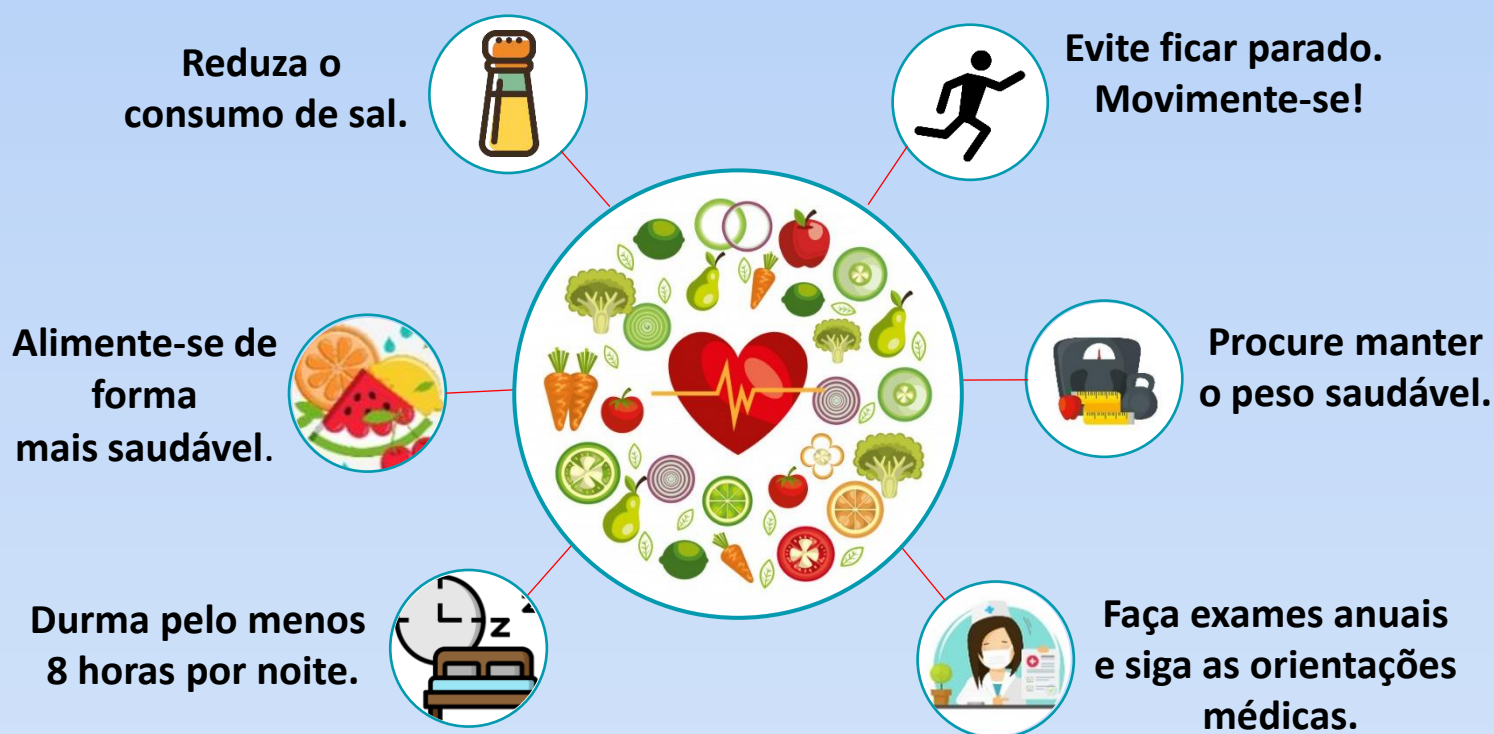 Reduza o
consumo de sal.
Evite ficar parado.
Movimente-se!
Alimente-se de
forma
mais saudável.
Procure manter
o peso saudável.
Durma pelo menos
8 horas por noite.
z
z
Faça exames anuais
e siga as orientações
médicas.